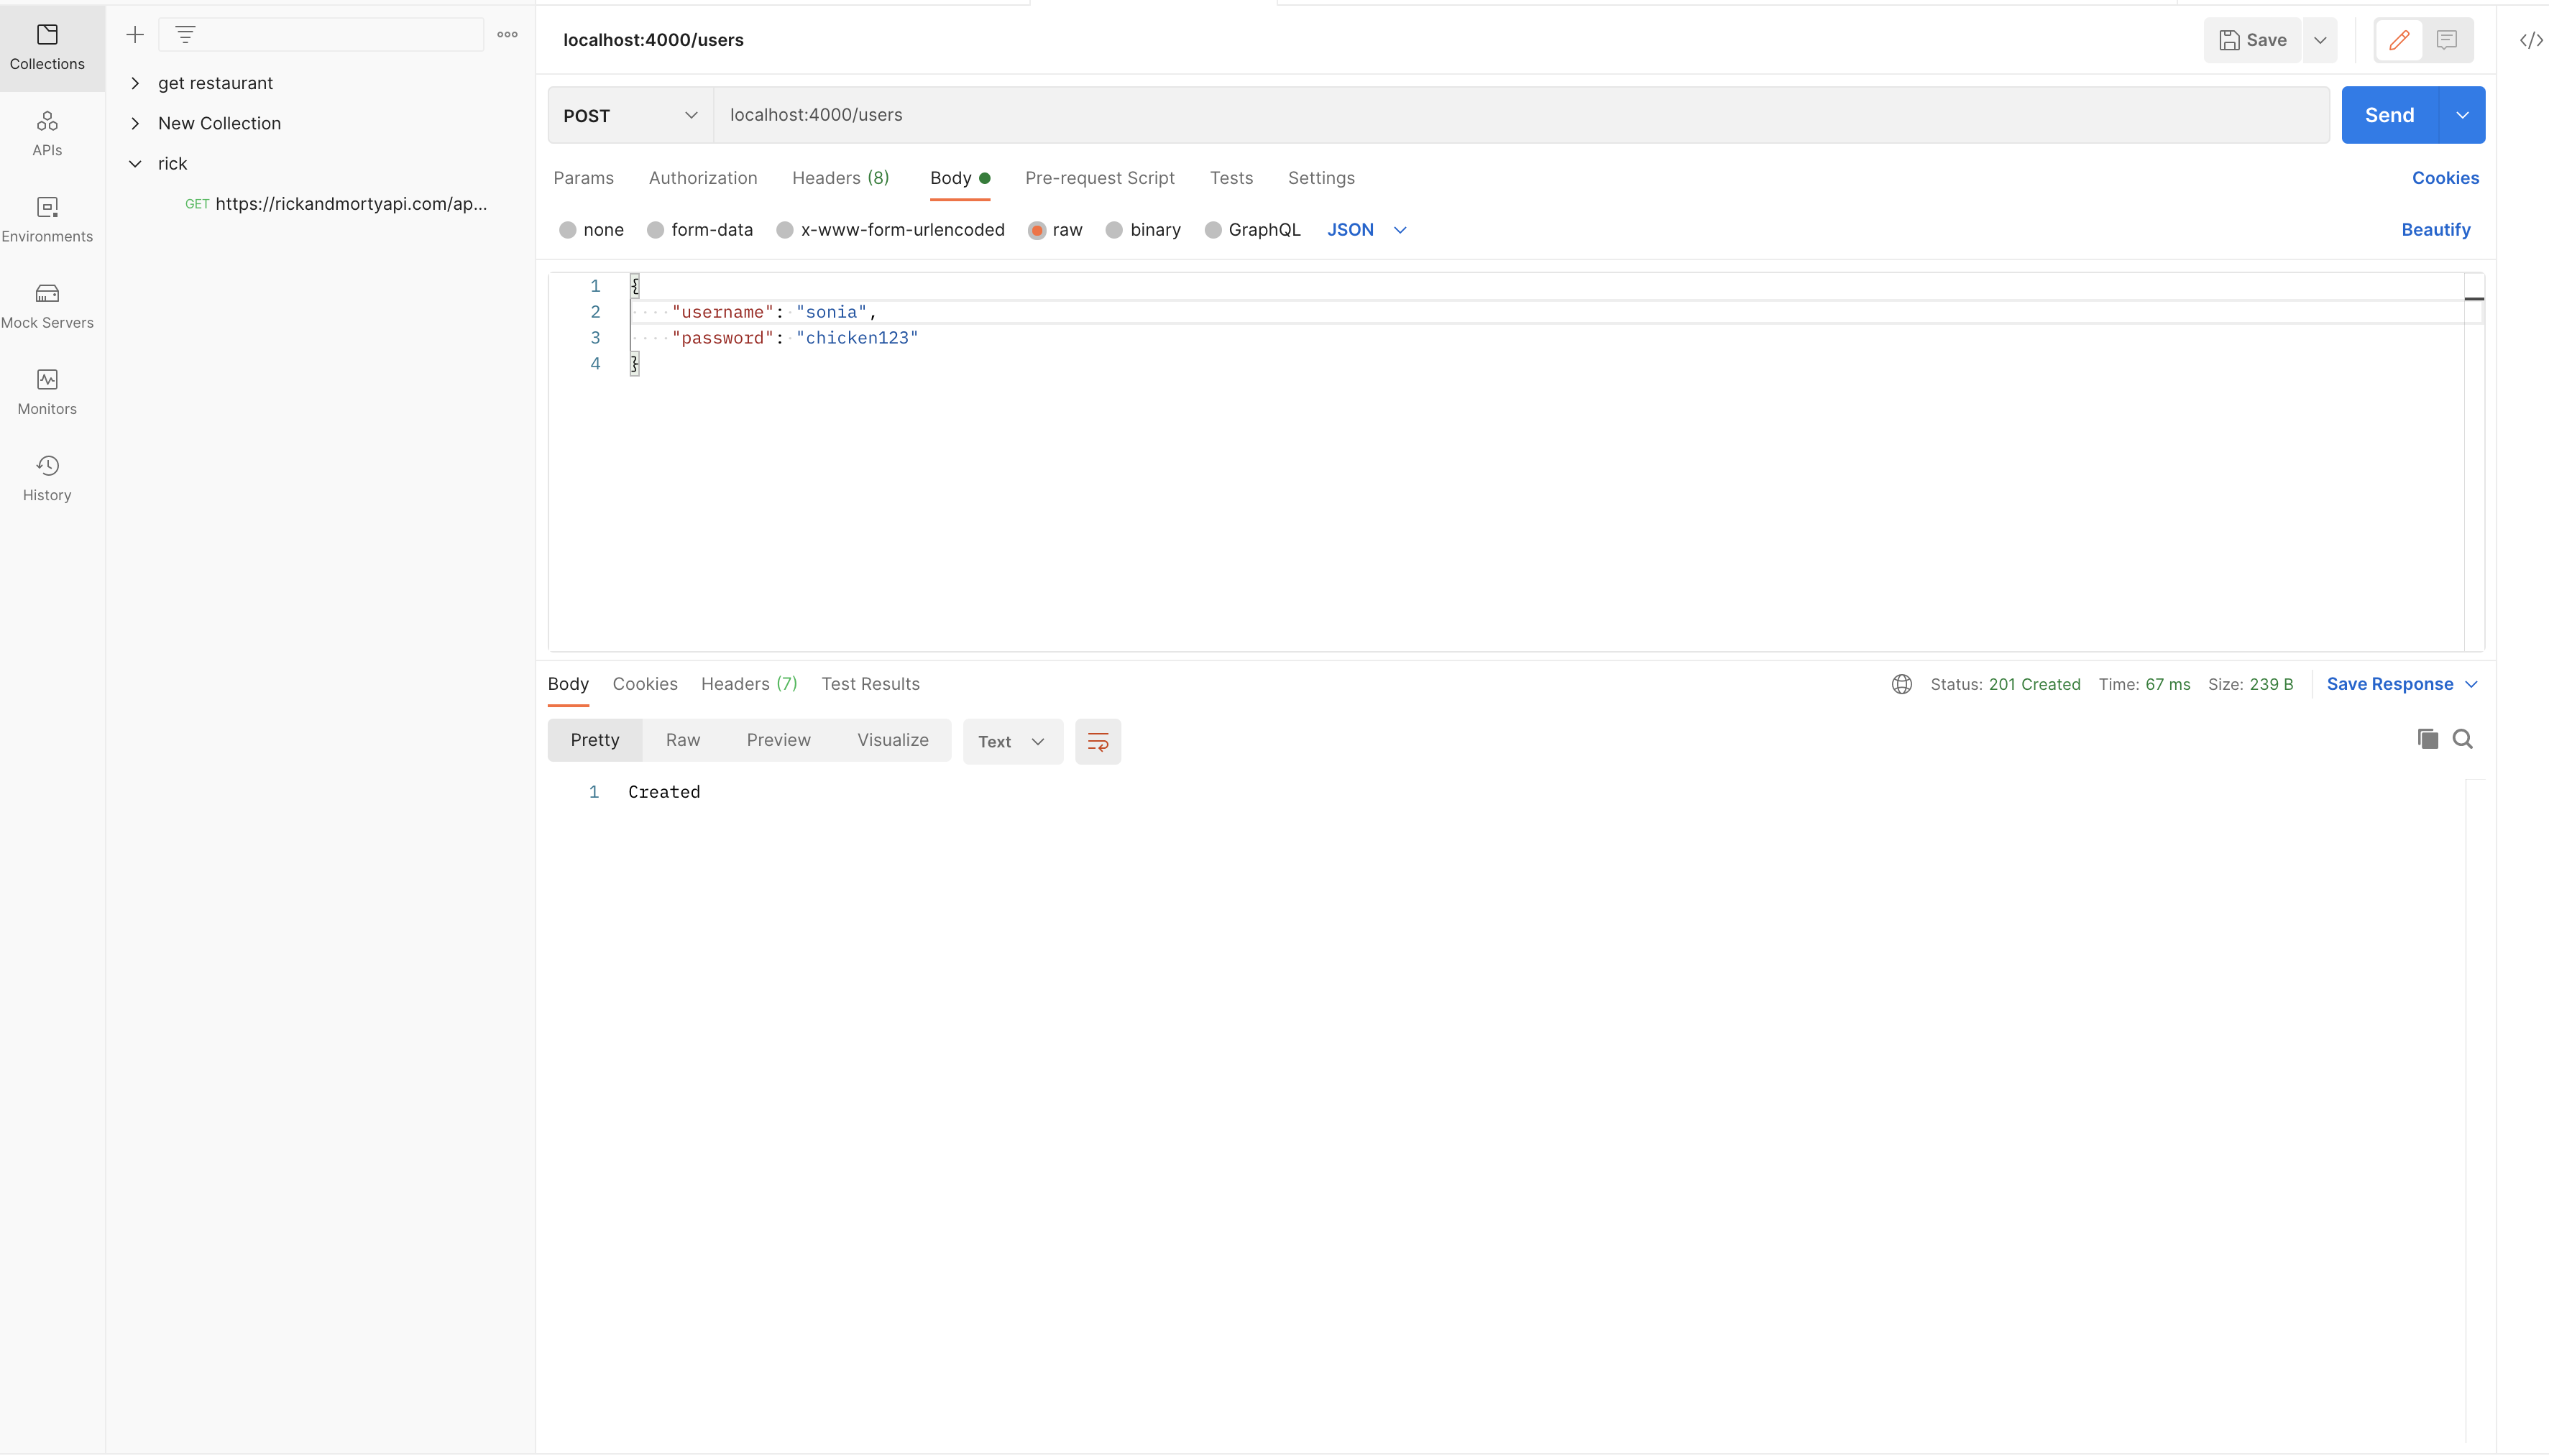 Collections
APIs
Environments
Mock Servers
Monitors
History
get restaurant
New Collection
rick
GET https://rickandmortyapi.com/ap...
localhost:4000/users
Save
POST localhost:4000/users Send
Params Authorization Headers (8) Body Pre-request Script Tests Settings Cookies
none form-data x-www-form-urlencoded raw binary GraphQL JSON Beautify
1 {
2 "username": "sonia",
3 "password": "chicken123"
4 }
Body Cookies Headers (7) Test Results Status: 201 Created Time: 67 ms Size: 239 B Save Response
Pretty Raw Preview Visualize Text
1 Created